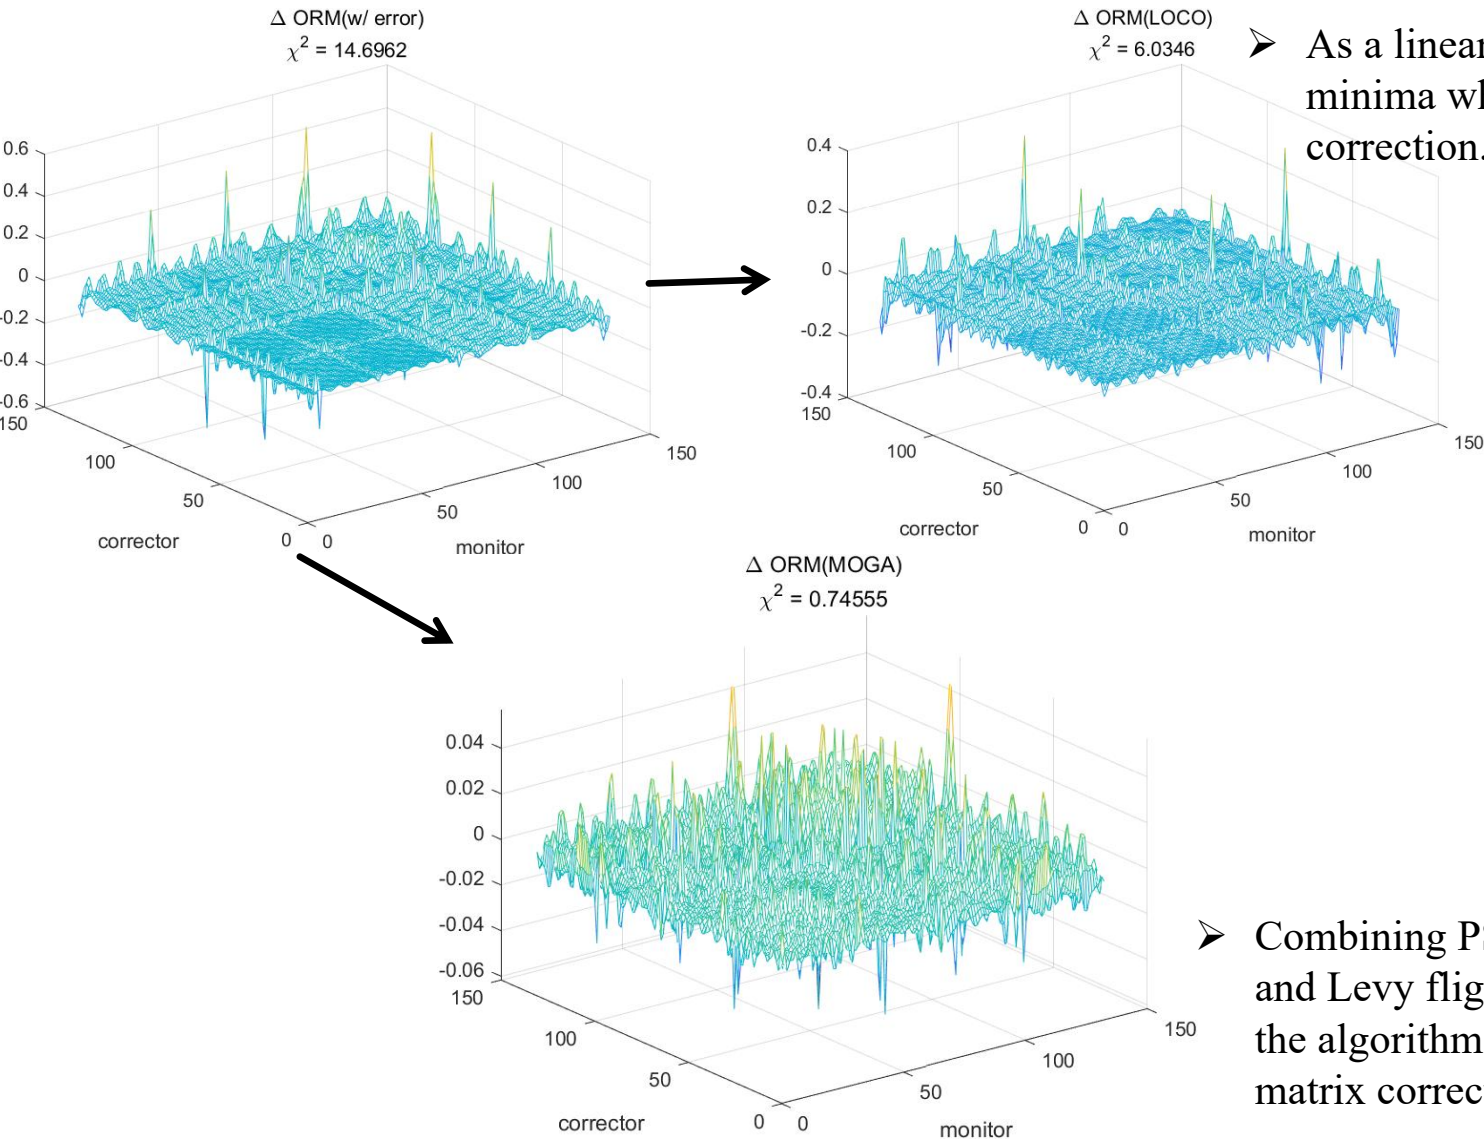 Δ ORM(w/ error)
χ² = 14.6962
0.6
0.4
0.2
0
-0.2
-0.4
-0.6
150
100
50
0
0
50
100
150
corrector
monitor
Δ ORM(LOCO)
χ² = 6.0346
0.4
0.2
0
-0.2
-0.4
150
100
50
0
0
50
100
150
corrector
monitor
➢ As a linear
minima
correction.
Δ ORM(MOGA)
χ² = 0.74555
0.04
0.02
0
-0.02
-0.04
-0.06
150
100
50
0
0
50
100
150
corrector
monitor
➢ Combining
and Levy
the algorithm
matrix